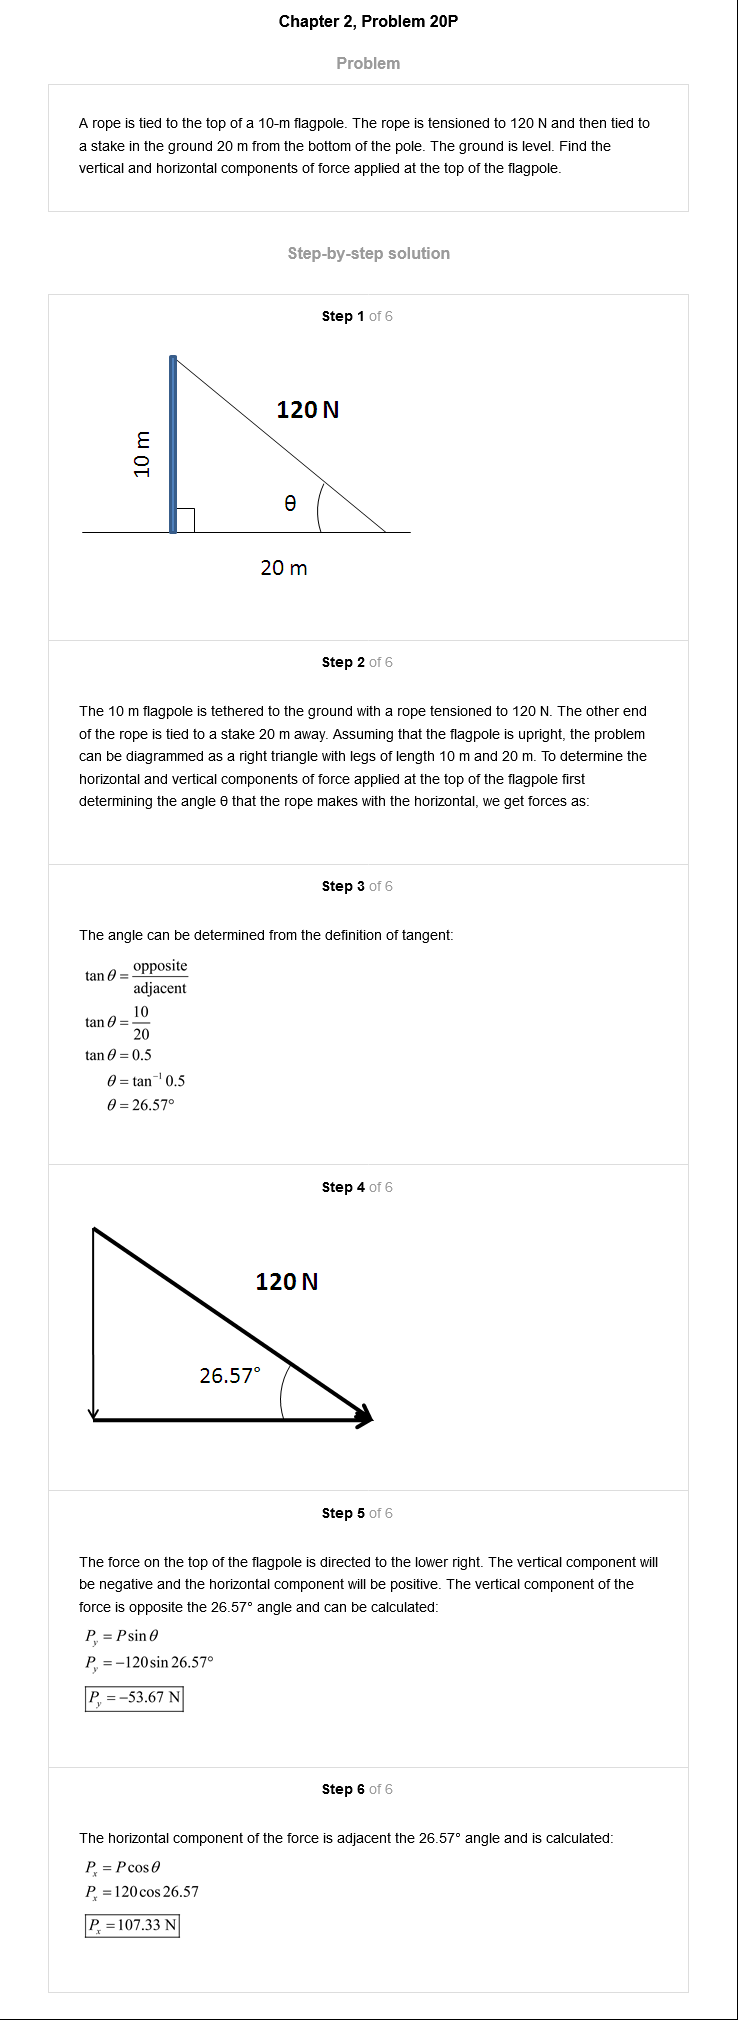 Chapter 2, Problem 20P
Problem
A rope is tied to the top of a 10-m flagpole. The rope is tensioned to 120 N and then tied to
a stake in the ground 20 m from the bottom of the pole. The ground is level. Find the
vertical and horizontal components of force applied at the top of the flagpole.
Step-by-step solution
Step 1 of 6
120 N
10 m
θ
20 m
Step 2 of 6
The 10 m flagpole is tethered to the ground with a rope tensioned to 120 N. The other end
of the rope is tied to a stake 20 m away. Assuming that the flagpole is upright, the problem
can be diagrammed as a right triangle with legs of length 10 m and 20 m. To determine the
horizontal and vertical components of force applied at the top of the flagpole first
determining the angle θ that the rope makes with the horizontal, we get forces as:
Step 3 of 6
The angle can be determined from the definition of tangent:
tan θ = opposite / adjacent
tan θ = 10 / 20
tan θ = 0.5
θ = tan⁻¹ 0.5
θ = 26.57°
Step 4 of 6
120 N
26.57°
Step 5 of 6
The force on the top of the flagpole is directed to the lower right. The vertical component will
be negative and the horizontal component will be positive. The vertical component of the
force is opposite the 26.57° angle and can be calculated:
P_y = P sin θ
P_y = −120 sin 26.57°
P_y = −53.67 N
Step 6 of 6
The horizontal component of the force is adjacent the 26.57° angle and is calculated:
P_x = P cos θ
P_x = 120 cos 26.57
P_x = 107.33 N